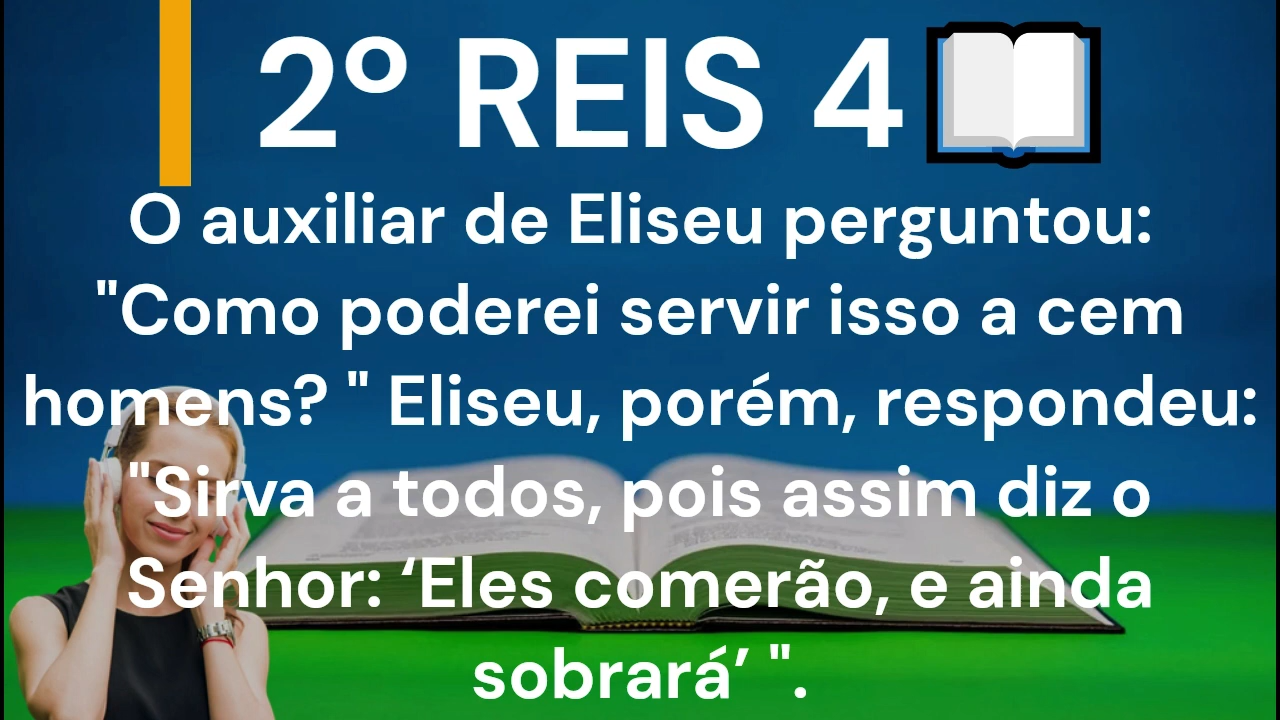 2º REIS 4
O auxiliar de Eliseu perguntou:
"Como poderei servir isso a cem
homens? " Eliseu, porém, respondeu:
"Sirva a todos, pois assim diz o
Senhor: ‘Eles comerão, e ainda
sobrará’ ".